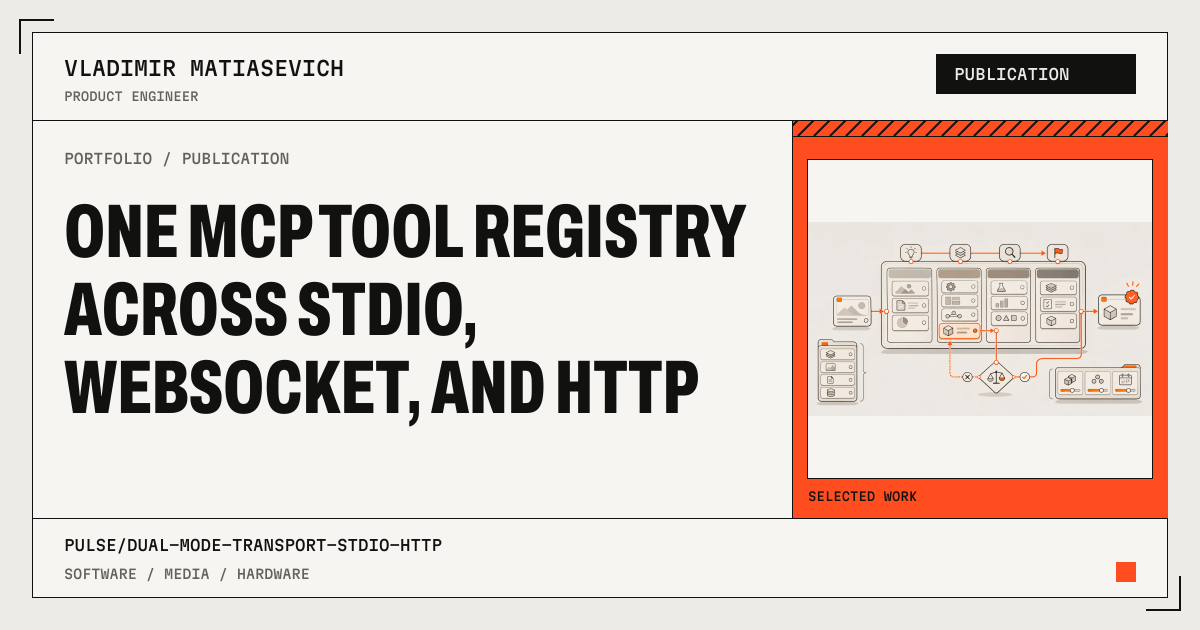 VLADIMIR MATIASEVICH
PRODUCT ENGINEER
PUBLICATION
PORTFOLIO / PUBLICATION
ONE MCP TOOL REGISTRY
ACROSS STDIO,
WEBSOCKET, AND HTTP
SELECTED WORK
PULSE/DUAL–MODE–TRANSPORT–STDIO–HTTP
SOFTWARE / MEDIA / HARDWARE